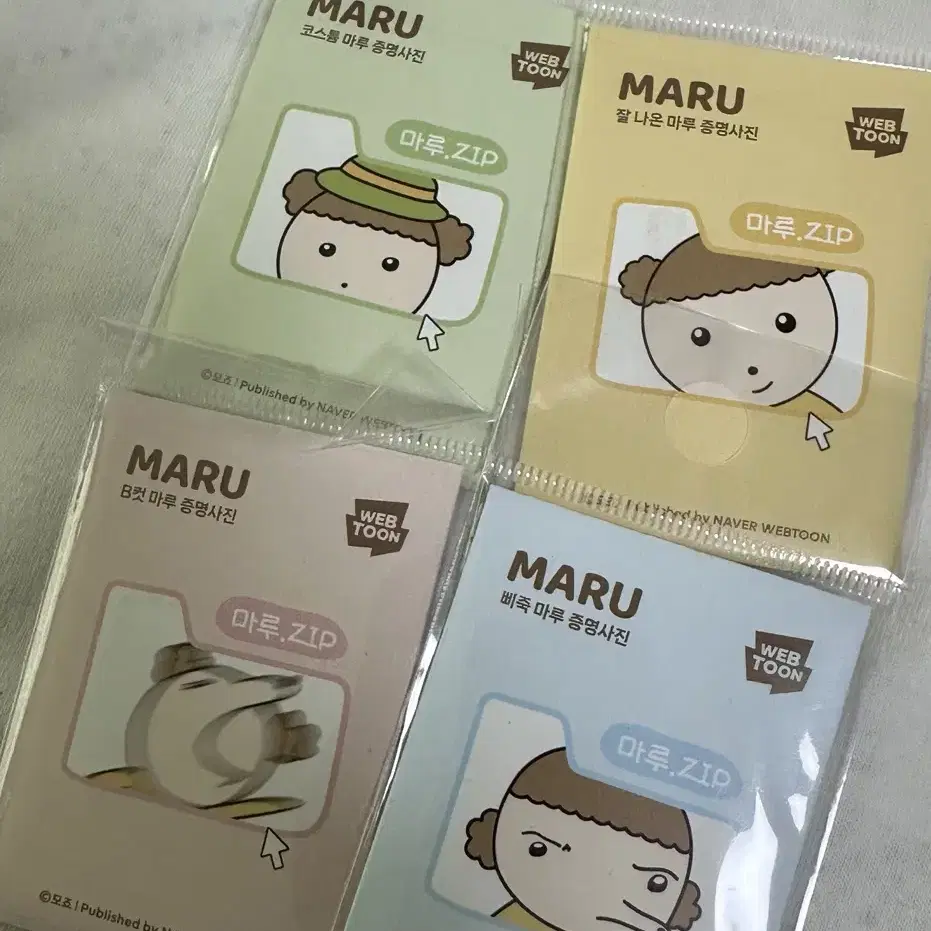 MARU
코스튬 마루 증명사진
WEB
TOON
마루.ZIP
©모죠 | Published by NAVER WEBTOON
MARU
잘 나온 마루 증명사진
WEB
TOON
마루.ZIP
Published by NAVER WEBTOON
MARU
B컷 마루 증명사진
WEB
TOON
마루.ZIP
©모죠 | Published by
MARU
삐죽 마루 증명사진
WEB
TOON
마루.ZIP